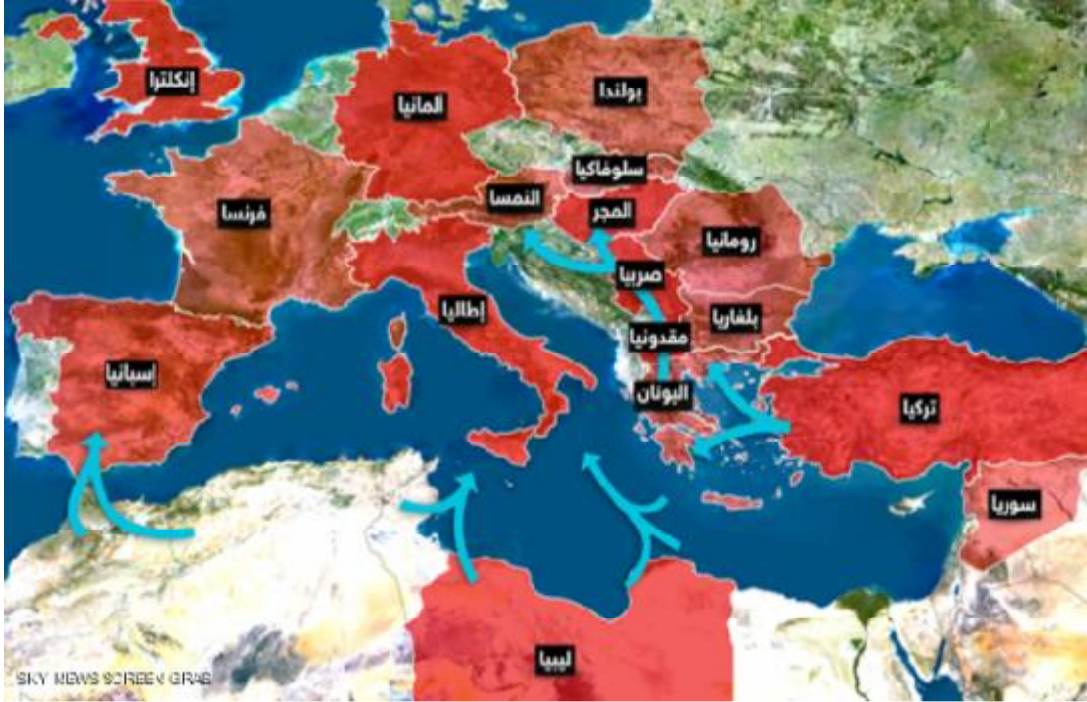 إنكلترا
ألمانيا
بولندا
سلوفاكيا
النمسا
المجر
فرنسا
رومانيا
صربيا
إطاليا
بلغاريا
مقدونيا
إسبانيا
اليونان
تركيا
سوريا
ليبيا
SKY NEWS SCREEN GRAB